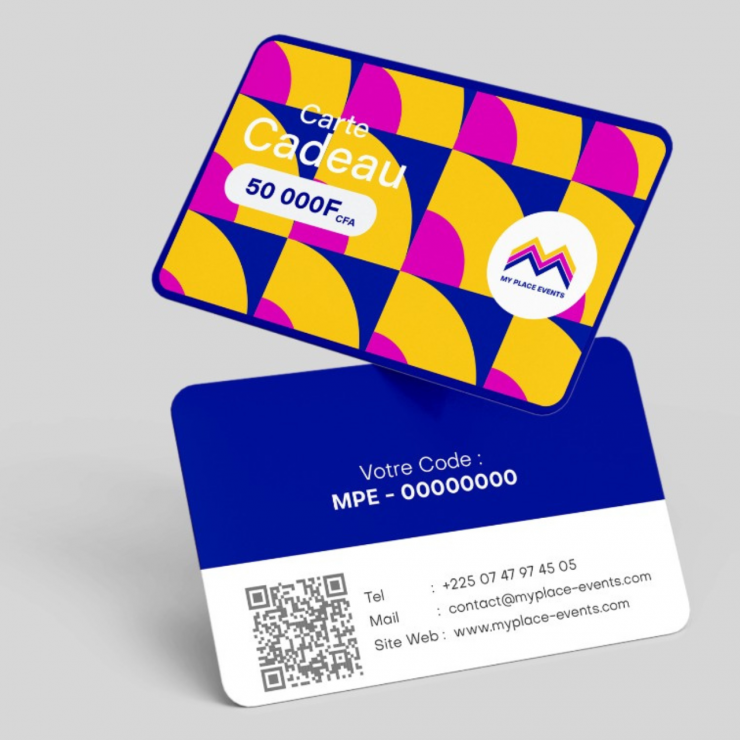 Carte
Cadeau
50 000F CFA
MY PLACE EVENTS
Votre Code :
MPE - 00000000
Tel : +225 07 47 97 45 05
Mail : contact@myplace-events.com
Site Web : www.myplace-events.com